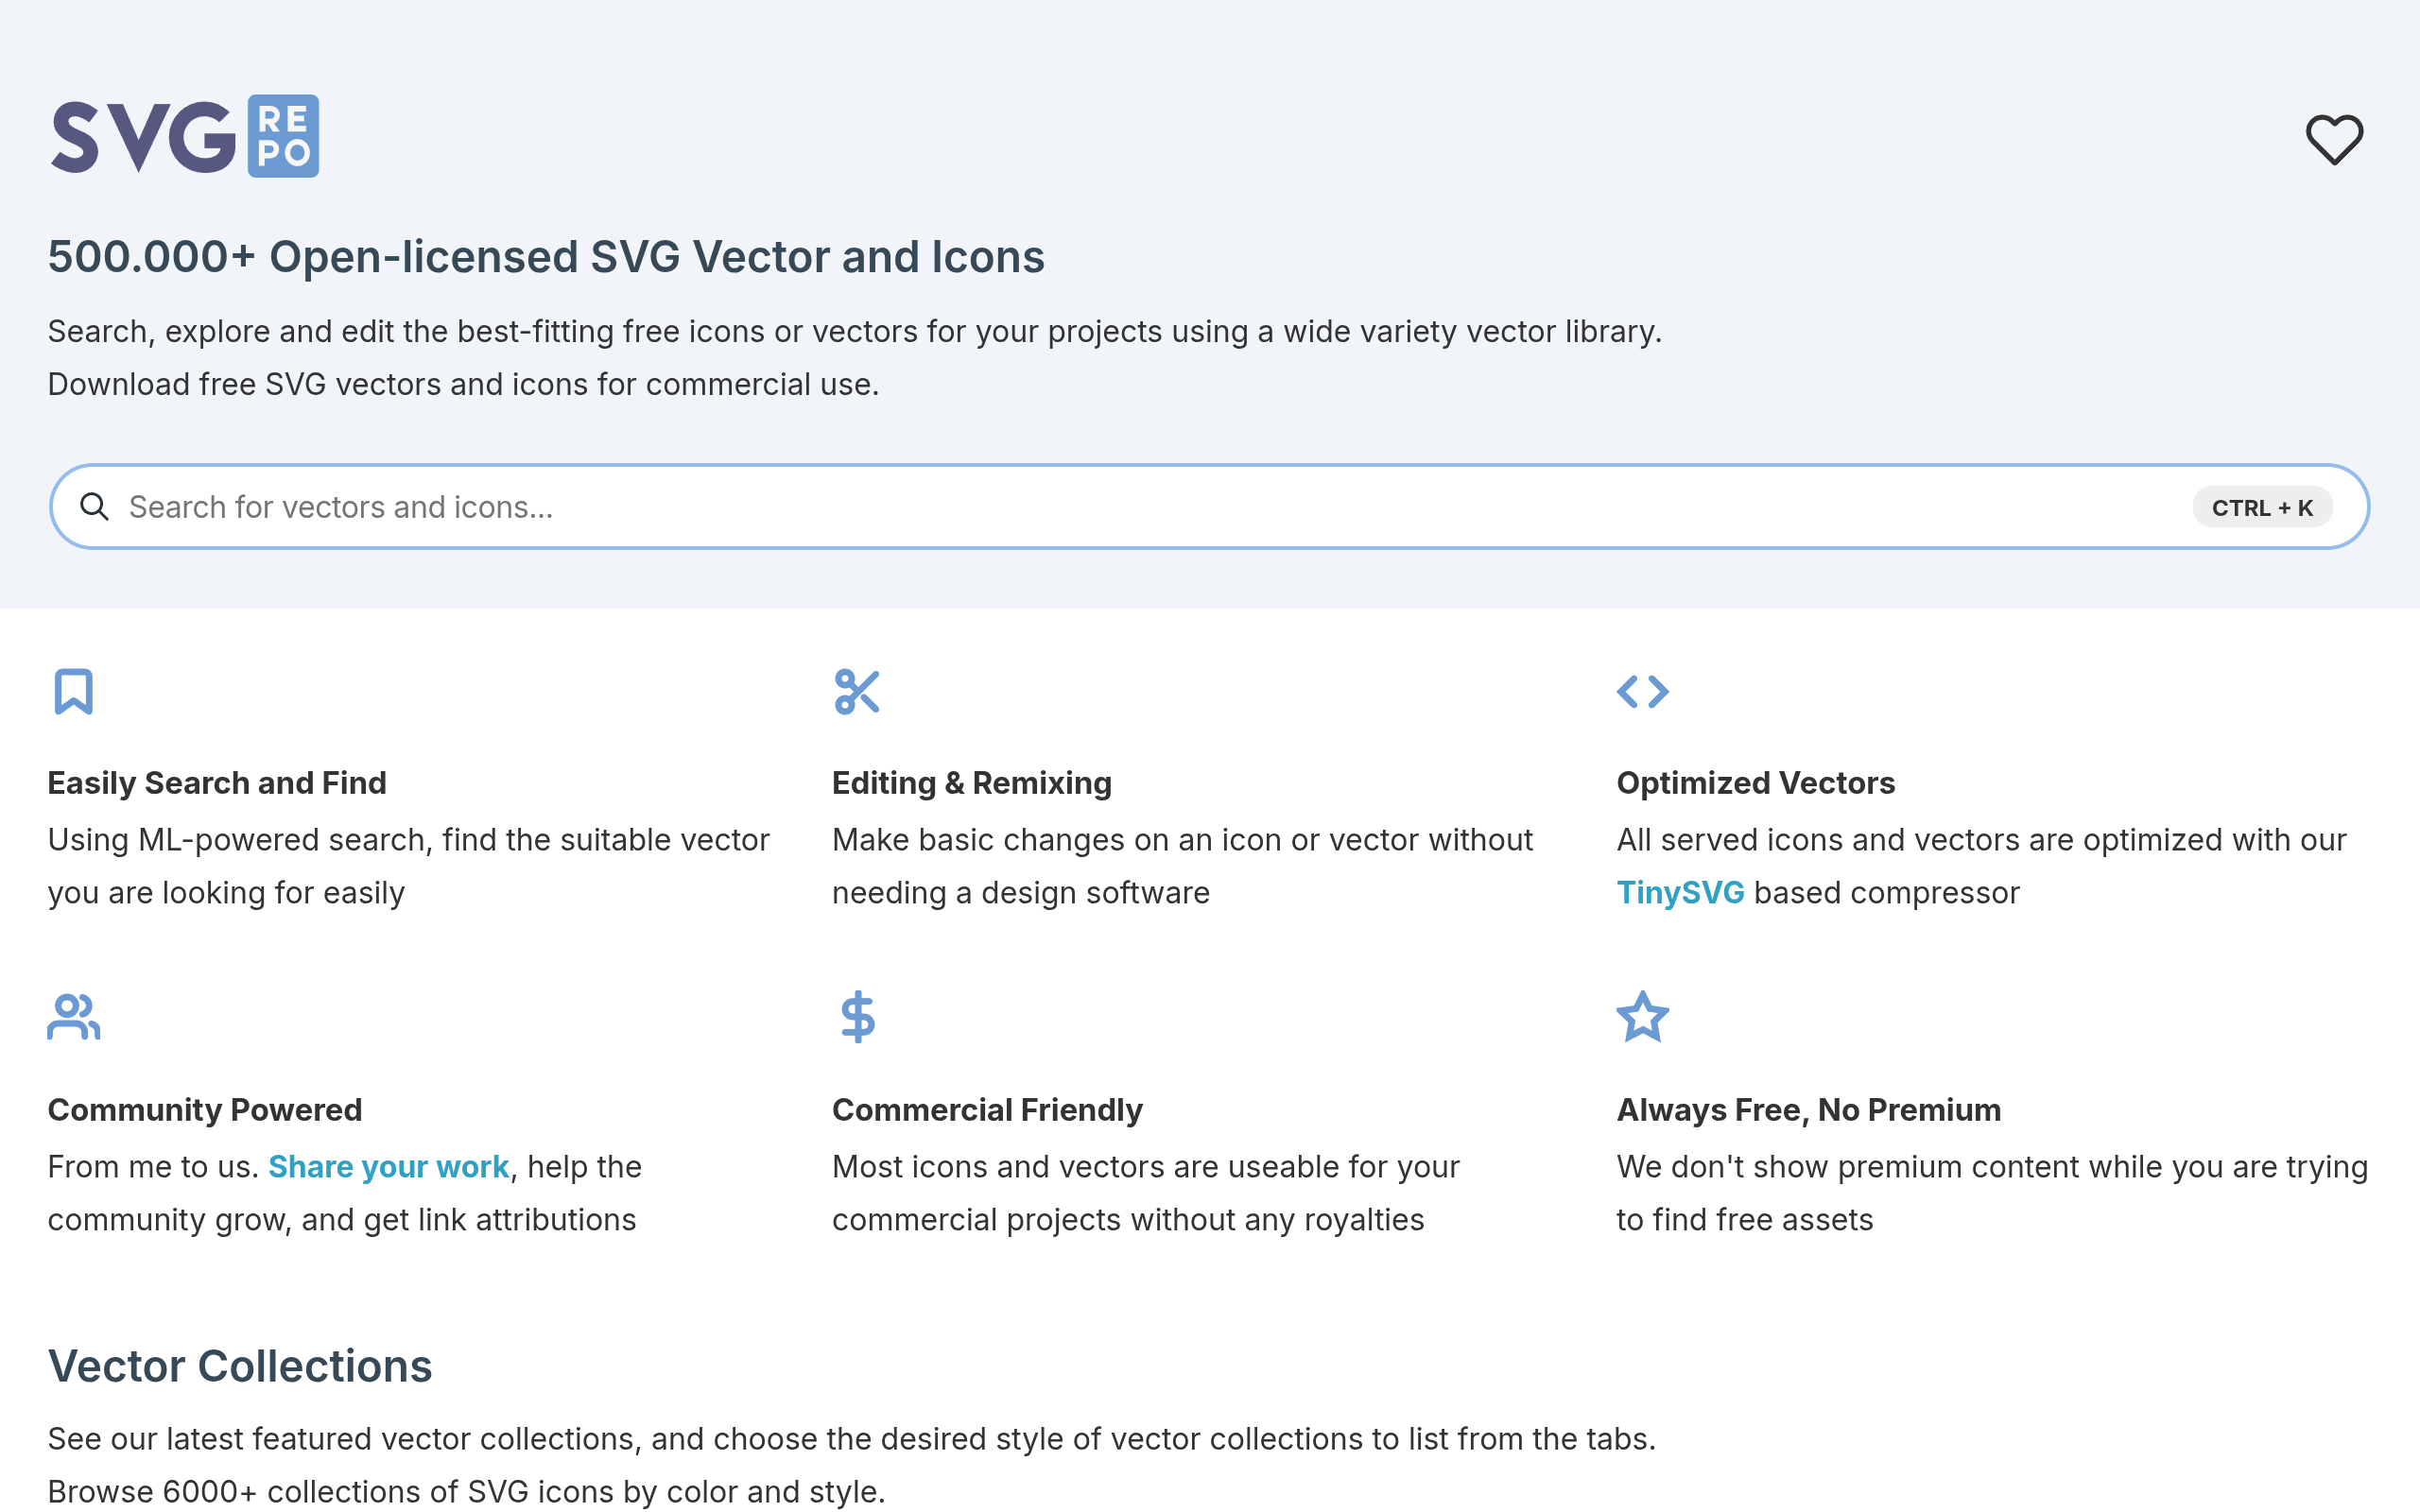 SVG RE PO
500.000+ Open-licensed SVG Vector and Icons
Search, explore and edit the best-fitting free icons or vectors for your projects using a wide variety vector library.
Download free SVG vectors and icons for commercial use.
Search for vectors and icons...
CTRL + K
Easily Search and Find
Using ML-powered search, find the suitable vector
you are looking for easily
Editing & Remixing
Make basic changes on an icon or vector without
needing a design software
Optimized Vectors
All served icons and vectors are optimized with our
TinySVG based compressor
Community Powered
From me to us. Share your work, help the
community grow, and get link attributions
Commercial Friendly
Most icons and vectors are useable for your
commercial projects without any royalties
Always Free, No Premium
We don't show premium content while you are trying
to find free assets
Vector Collections
See our latest featured vector collections, and choose the desired style of vector collections to list from the tabs.
Browse 6000+ collections of SVG icons by color and style.